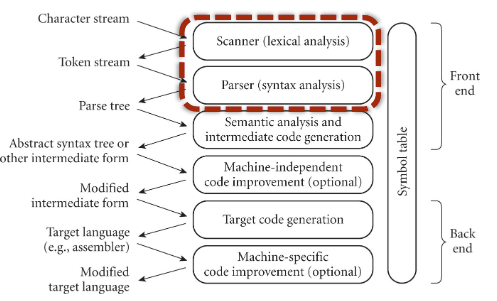 Character stream
Scanner (lexical analysis)
Token stream
Parser (syntax analysis)
Parse tree
Semantic analysis and
intermediate code generation
Abstract syntax tree or
other intermediate form
Machine-independent
code improvement (optional)
Modified
intermediate form
Target code generation
Target language
(e.g., assembler)
Machine-specific
code improvement (optional)
Modified
target language
Symbol table
Front
end
Back
end